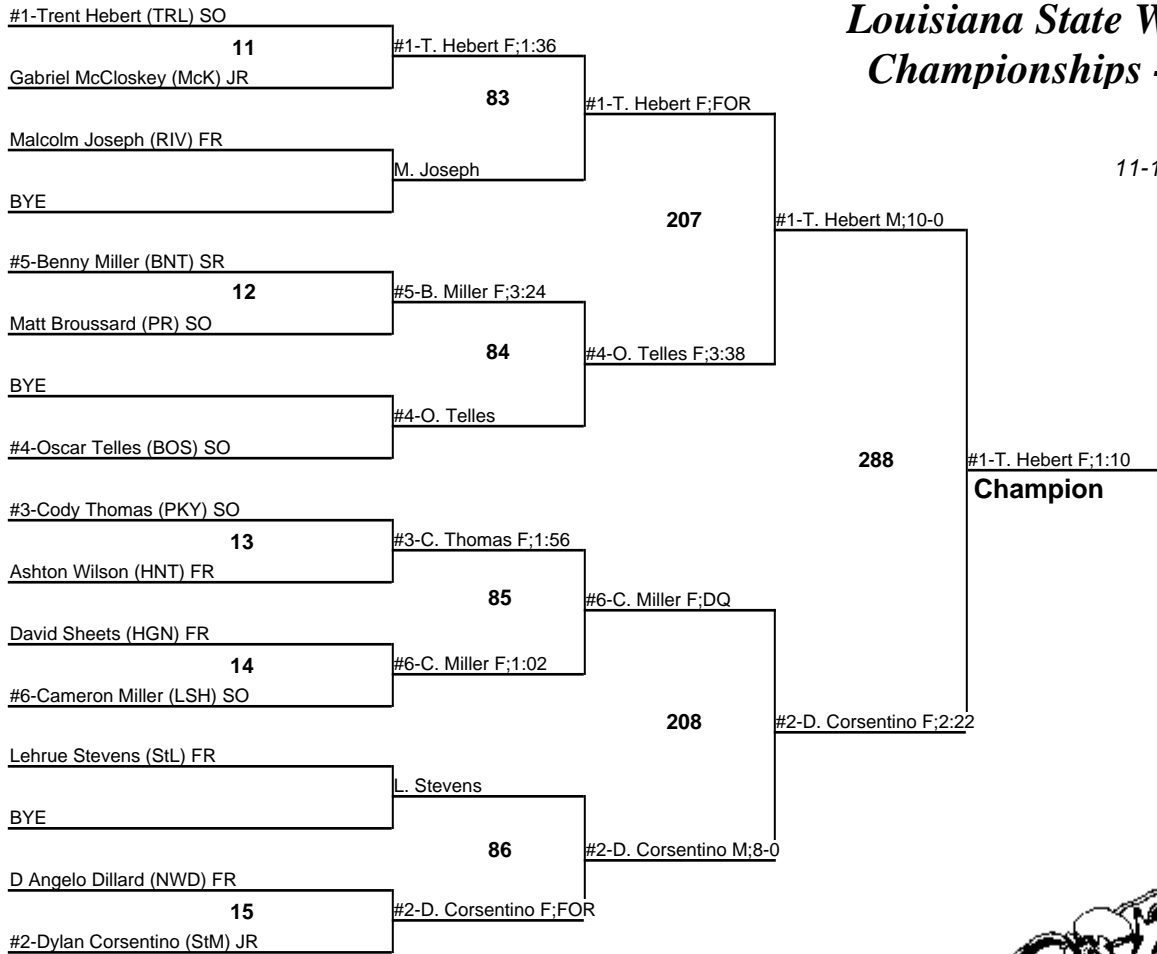 Louisiana State W
Championships -
11-1
#1-Trent Hebert (TRL) SO
11
Gabriel McCloskey (McK) JR
Malcolm Joseph (RIV) FR
BYE
#5-Benny Miller (BNT) SR
12
Matt Broussard (PR) SO
BYE
#4-Oscar Telles (BOS) SO
#3-Cody Thomas (PKY) SO
13
Ashton Wilson (HNT) FR
David Sheets (HGN) FR
14
#6-Cameron Miller (LSH) SO
Lehrue Stevens (StL) FR
BYE
D Angelo Dillard (NWD) FR
15
#2-Dylan Corsentino (StM) JR
#1-T. Hebert F;1:36
83
M. Joseph
#5-B. Miller F;3:24
84
#4-O. Telles
#3-C. Thomas F;1:56
85
#6-C. Miller F;1:02
L. Stevens
86
#2-D. Corsentino F;FOR
#1-T. Hebert F;FOR
207
#4-O. Telles F;3:38
#6-C. Miller F;DQ
208
#2-D. Corsentino M;8-0
#1-T. Hebert M;10-0
288
#2-D. Corsentino F;2:22
#1-T. Hebert F;1:10
Champion